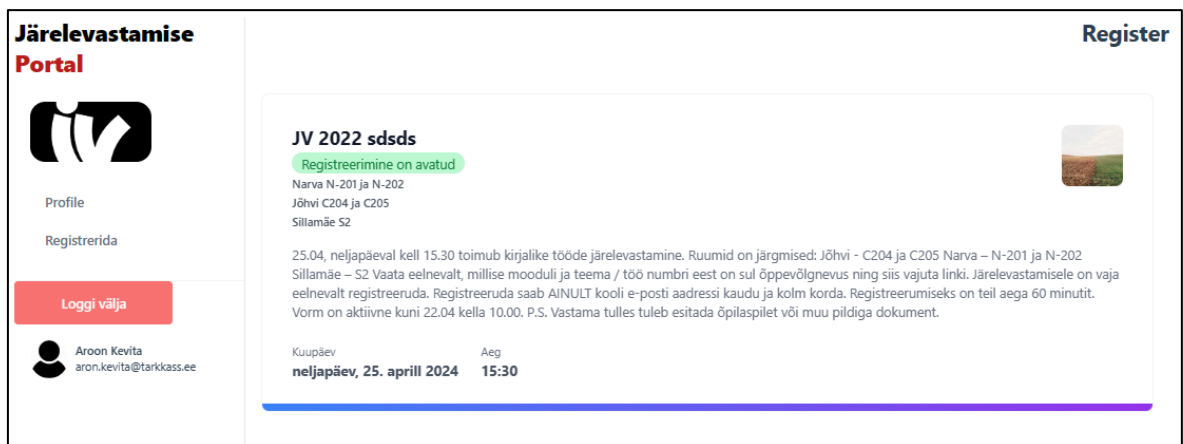 Järelevastamise
Portal
Profile
Registrerida
Loggi välja
Aroon Kevita
aron.kevita@tarkkass.ee
Register
JV 2022 sdsds
Registreerimine on avatud
Narva N-201 ja N-202
Jõhvi C204 ja C205
Sillamäe S2
25.04, neljapäeval kell 15.30 toimub kirjalike tööde järelevastamine. Ruumid on järgmised: Jõhvi - C204 ja C205 Narva – N-201 ja N-202
Sillamäe – S2 Vaata eelnevalt, millise mooduli ja teema / töö numbri eest on sul õppevõlgnevus ning siis vajuta linki. Järelevastamisele on vaja
eelnevalt registreeruda. Registreeruda saab AINULT kooli e-posti aadressi kaudu ja kolm korda. Registreerumiseks on teil aega 60 minutit.
Vorm on aktiivne kuni 22.04 kella 10.00. P.S. Vastama tulles tuleb esitada õpilaspilet või muu pildiga dokument.
Kuupäev Aeg
neljapäev, 25. aprill 2024 15:30